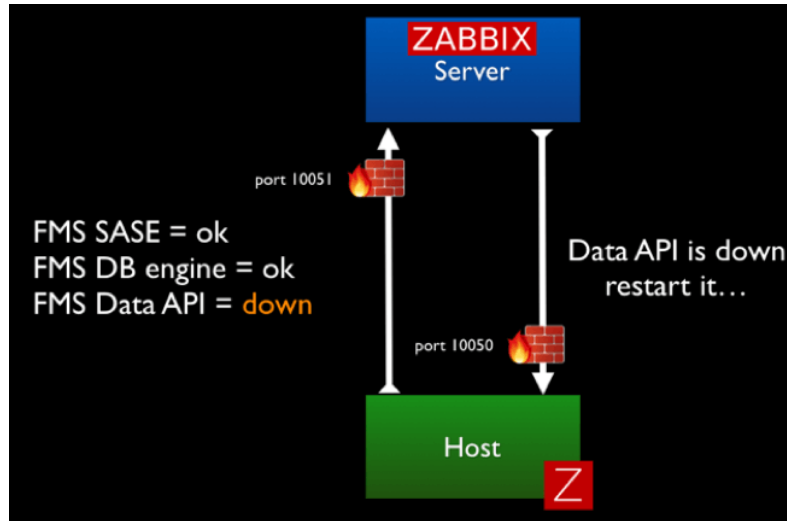 ZABBIX
Server
port 10051
FMS SASE = ok
FMS DB engine = ok
FMS Data API = down
Data API is down
restart it…
port 10050
Host
Z